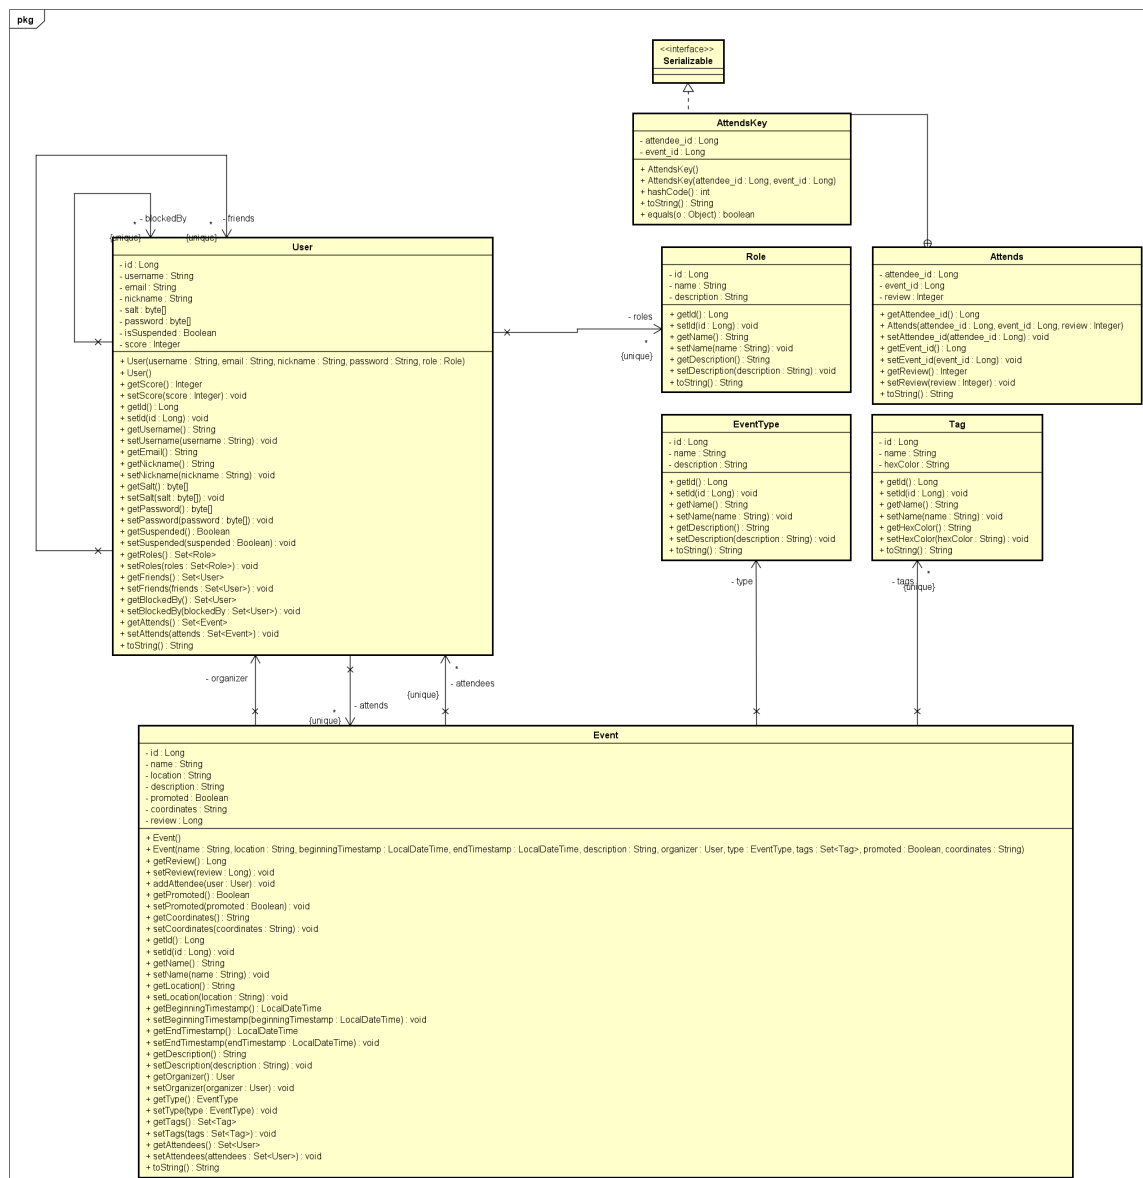 pkg
<<interface>>
Serializable
AttendsKey
- attendee_id : Long
- event_id : Long
+ AttendsKey()
+ AttendsKey(attendee_id : Long, event_id : Long)
+ hashCode() : int
+ toString() : String
+ equals(o : Object) : boolean
- blockedBy
*
{unique}
- friends
*
{unique}
User
- id : Long
- username : String
- email : String
- nickname : String
- salt : byte[]
- password : byte[]
- isSuspended : Boolean
- score : Integer
+ User(username : String, email : String, nickname : String, password : String, role : Role)
+ User()
+ getScore() : Integer
+ setScore(score : Integer) : void
+ getId() : Long
+ setId(id : Long) : void
+ getUsername() : String
+ setUsername(username : String) : void
+ getEmail() : String
+ getNickname() : String
+ setNickname(nickname : String) : void
+ getSalt() : byte[]
+ setSalt(salt : byte[]) : void
+ getPassword() : byte[]
+ setPassword(password : byte[]) : void
+ getSuspended() : Boolean
+ setSuspended(suspended : Boolean) : void
+ getRoles() : Set<Role>
+ setRoles(roles : Set<Role>) : void
+ getFriends() : Set<User>
+ setFriends(friends : Set<User>) : void
+ getBlockedBy() : Set<User>
+ setBlockedBy(blockedBy : Set<User>) : void
+ getAttends() : Set<Event>
+ setAttends(attends : Set<Event>) : void
+ toString() : String
- roles
*
{unique}
Role
- id : Long
- name : String
- description : String
+ getId() : Long
+ setId(id : Long) : void
+ getName() : String
+ setName(name : String) : void
+ getDescription() : String
+ setDescription(description : String) : void
+ toString() : String
Attends
- attendee_id : Long
- event_id : Long
- review : Integer
+ getAttendee_id() : Long
+ Attends(attendee_id : Long, event_id : Long, review : Integer)
+ setAttendee_id(attendee_id : Long) : void
+ getEvent_id() : Long
+ setEvent_id(event_id : Long) : void
+ getReview() : Integer
+ setReview(review : Integer) : void
+ toString() : String
EventType
- id : Long
- name : String
- description : String
+ getId() : Long
+ setId(id : Long) : void
+ getName() : String
+ setName(name : String) : void
+ getDescription() : String
+ setDescription(description : String) : void
+ toString() : String
Tag
- id : Long
- name : String
- hexColor : String
+ getId() : Long
+ setId(id : Long) : void
+ getName() : String
+ setName(name : String) : void
+ getHexColor() : String
+ setHexColor(hexColor : String) : void
+ toString() : String
- type
- tags
*
{unique}
- organizer
- attends
*
{unique}
*
- attendees
{unique}
Event
- id : Long
- name : String
- location : String
- description : String
- promoted : Boolean
- coordinates : String
- review : Long
+ Event()
+ Event(name : String, location : String, beginningTimestamp : LocalDateTime, endTimestamp : LocalDateTime, description : String, organizer : User, type : EventType, tags : Set<Tag>, promoted : Boolean, coordinates : String)
+ getReview() : Long
+ setReview(review : Long) : void
+ addAttendee(user : User) : void
+ getPromoted() : Boolean
+ setPromoted(promoted : Boolean) : void
+ getCoordinates() : String
+ setCoordinates(coordinates : String) : void
+ getId() : Long
+ setId(id : Long) : void
+ getName() : String
+ setName(name : String) : void
+ getLocation() : String
+ setLocation(location : String) : void
+ getBeginningTimestamp() : LocalDateTime
+ setBeginningTimestamp(beginningTimestamp : LocalDateTime) : void
+ getEndTimestamp() : LocalDateTime
+ setEndTimestamp(endTimestamp : LocalDateTime) : void
+ getDescription() : String
+ setDescription(description : String) : void
+ getOrganizer() : User
+ setOrganizer(organizer : User) : void
+ getType() : EventType
+ setType(type : EventType) : void
+ getTags() : Set<Tag>
+ setTags(tags : Set<Tag>) : void
+ getAttendees() : Set<User>
+ setAttendees(attendees : Set<User>) : void
+ toString() : String